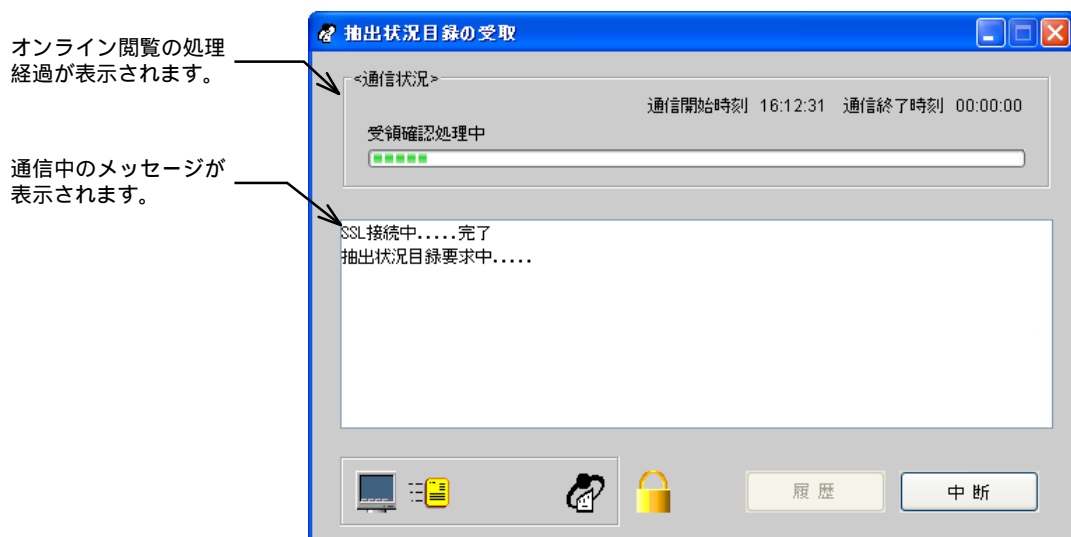 オンライン閲覧の処理
経過が表示されます。
通信中のメッセージが
表示されます。
抽出状況目録の受取
<通信状況>
通信開始時刻 16:12:31 通信終了時刻 00:00:00
受領確認処理中
SSL接続中.....完了
抽出状況目録要求中.....
履歴
中断